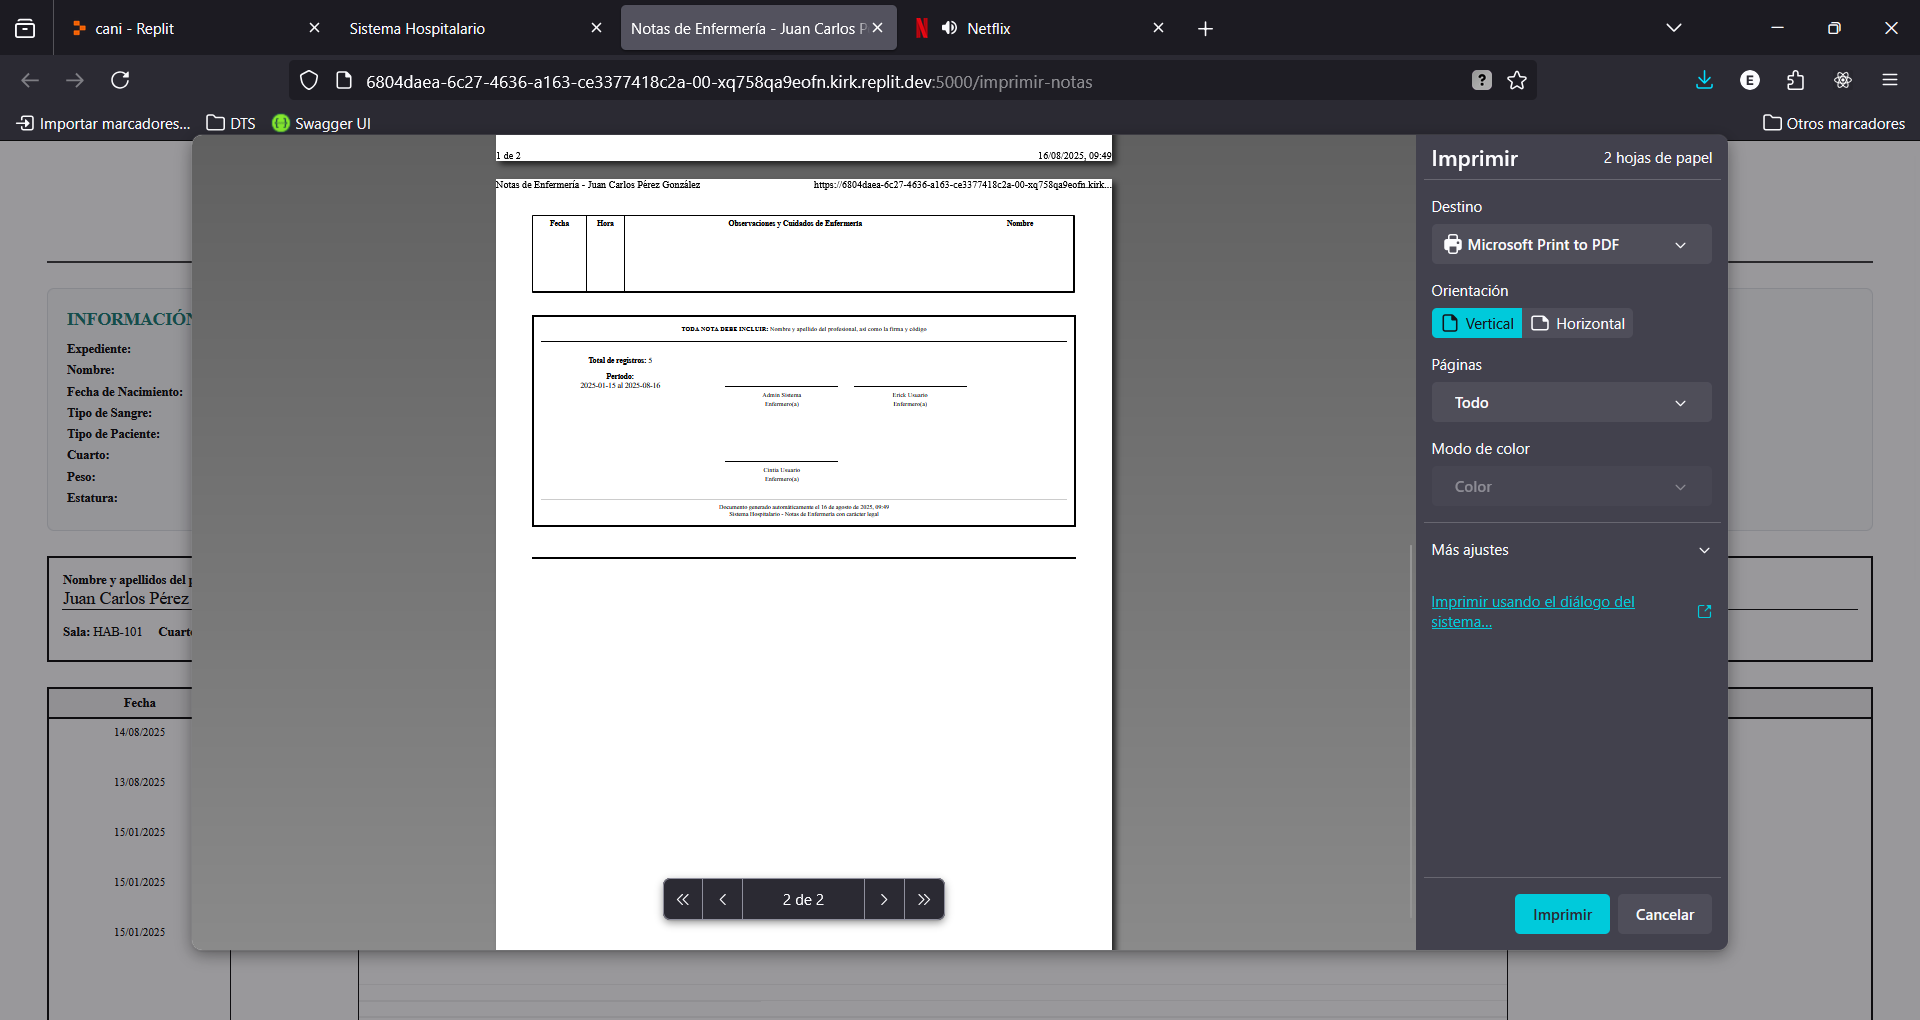 cani - Replit
Sistema Hospitalario
Notas de Enfermería - Juan Carlos P
Netflix
6804daea-6c27-4636-a163-ce3377418c2a-00-xq758qa9eofn.kirk.replit.dev:5000/imprimir-notas
E
Importar marcadores...
DTS
Swagger UI
Otros marcadores
INFORMACIÓN
Expediente:
Nombre:
Fecha de Nacimiento:
Tipo de Sangre:
Tipo de Paciente:
Cuarto:
Peso:
Estatura:
Nombre y apellidos del p
Juan Carlos Pérez
Sala: HAB-101 Cuarto
Fecha
14/08/2025
13/08/2025
15/01/2025
15/01/2025
15/01/2025
1 de 2
16/08/2025, 09:49
Notas de Enfermería - Juan Carlos Pérez González
https://6804daea-6c27-4636-a163-ce3377418c2a-00-xq758qa9eofn.kirk...
Fecha Hora Observaciones y Cuidados de Enfermería Nombre
TODA NOTA DEBE INCLUIR: Nombre y apellido del profesional, así como la firma y código
Total de registros: 5
Período:
2025-01-15 al 2025-08-16
Admin Sistema
Enfermero(a)
Erick Usuario
Enfermero(a)
Cintia Usuario
Enfermero(a)
Documento generado automáticamente el 16 de agosto de 2025, 09:49
Sistema Hospitalario - Notas de Enfermería con carácter legal
2 de 2
Imprimir
2 hojas de papel
Destino
Microsoft Print to PDF
Orientación
Vertical
Horizontal
Páginas
Todo
Modo de color
Color
Más ajustes
Imprimir usando el diálogo del
sistema...
Imprimir
Cancelar